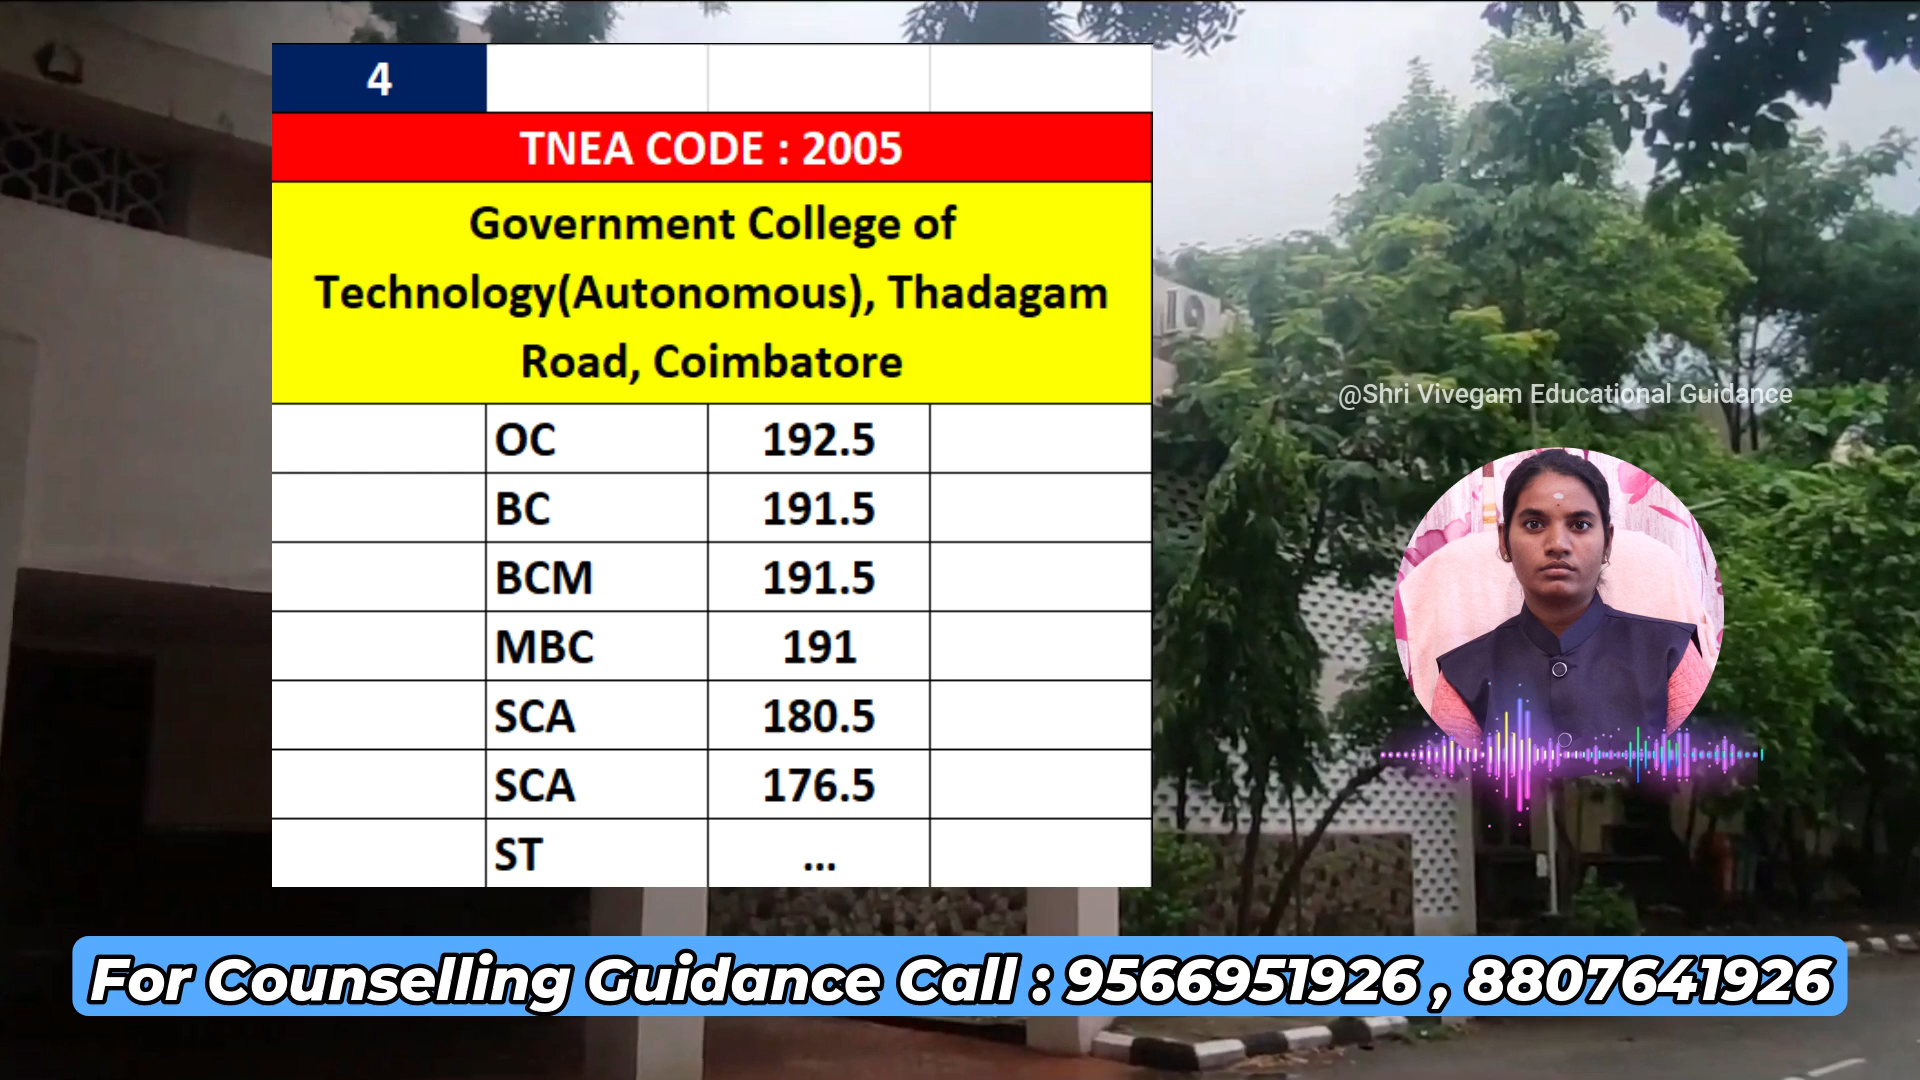 4
TNEA CODE : 2005
Government College of
Technology(Autonomous), Thadagam
Road, Coimbatore
OC 192.5
BC 191.5
BCM 191.5
MBC 191
SCA 180.5
SCA 176.5
ST ...
@Shri Vivegam Educational Guidance
For Counselling Guidance Call : 9566951926 , 8807641926